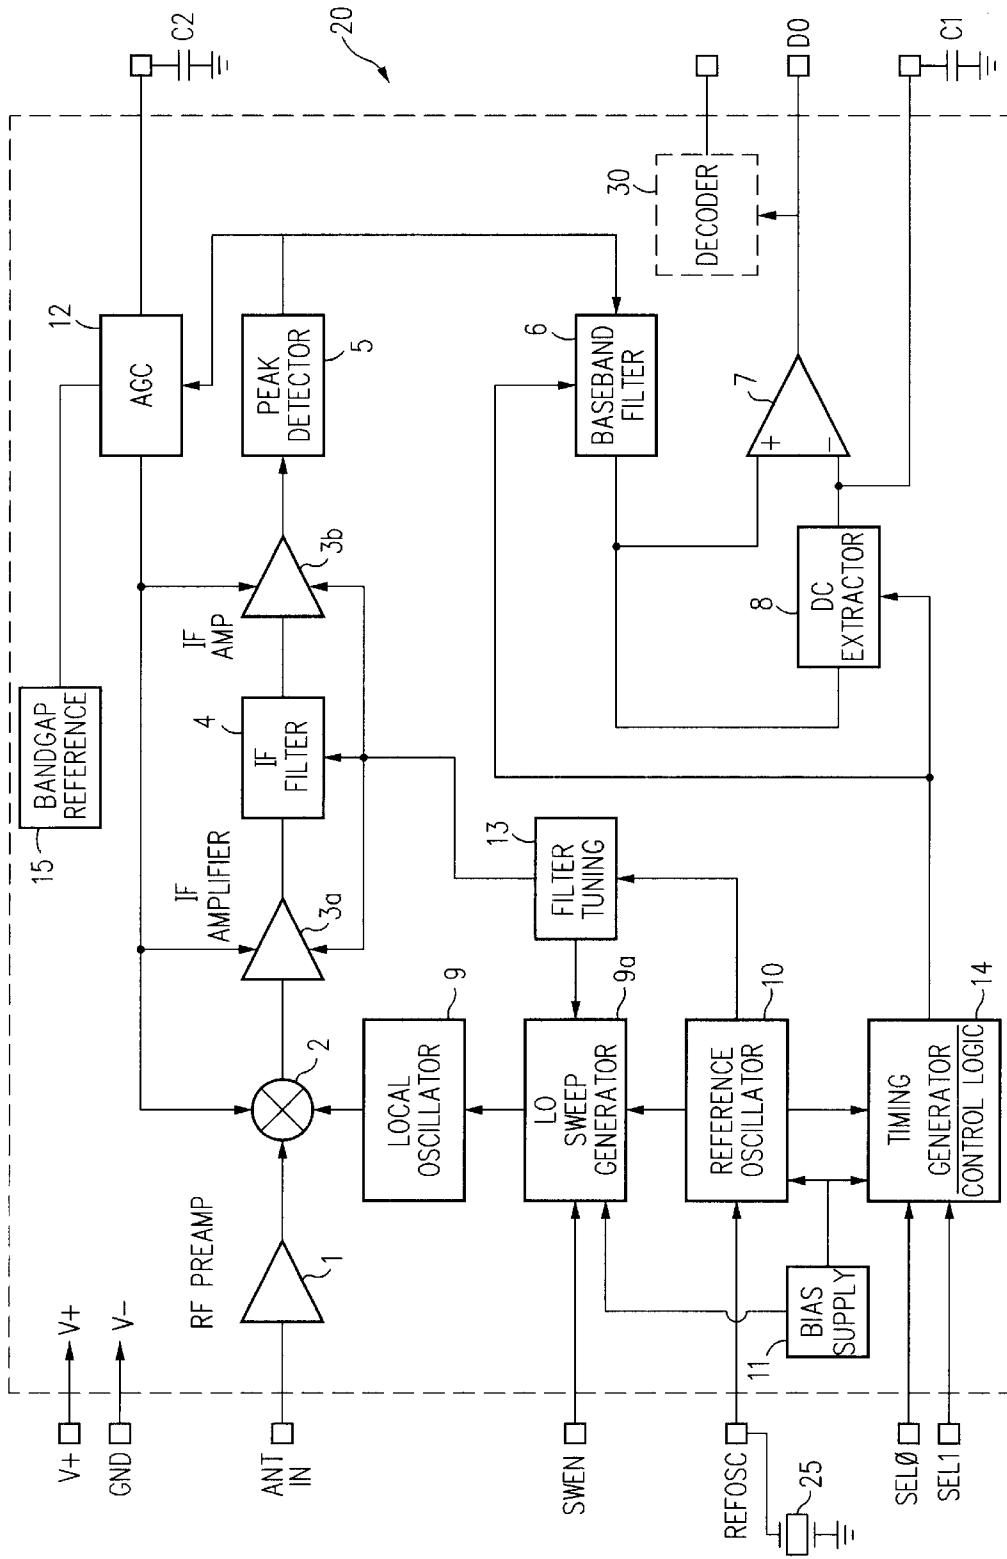 V+
V+
GND
V-
ANT
IN
RF PREAMP
1
2
IF
AMPLIFIER
3a
4
IF
FILTER
IF
AMP
3b
PEAK
DETECTOR
5
15
BANDGAP
REFERENCE
12
AGC
C2
20
LOCAL
OSCILLATOR
9
SWEN
LO
SWEEP
GENERATOR
9a
13
FILTER
TUNING
6
BASEBAND
FILTER
30
DECODER
REFOSC
25
REFERENCE
OSCILLATOR
10
11
BIAS
SUPPLY
7
+
-
DO
8
DC
EXTRACTOR
SELØ
SEL1
TIMING
GENERATOR
CONTROL LOGIC
14
C1